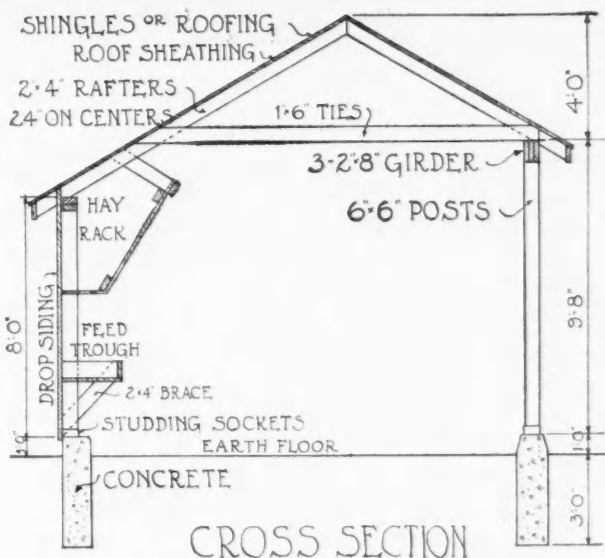 SHINGLES OR ROOFING
ROOF SHEATHING
2"×4" RAFTERS
24" ON CENTERS
1"×6" TIES
4'-0"
3-2"×8" GIRDER
6"×6" POSTS
HAY
RACK
DROP SIDING
8'-0"
9'-8"
FEED
TROUGH
2"×4" BRACE
STUDDING SOCKETS
EARTH FLOOR
1'-0"
1'-0"
CONCRETE
3'-0"
CROSS SECTION